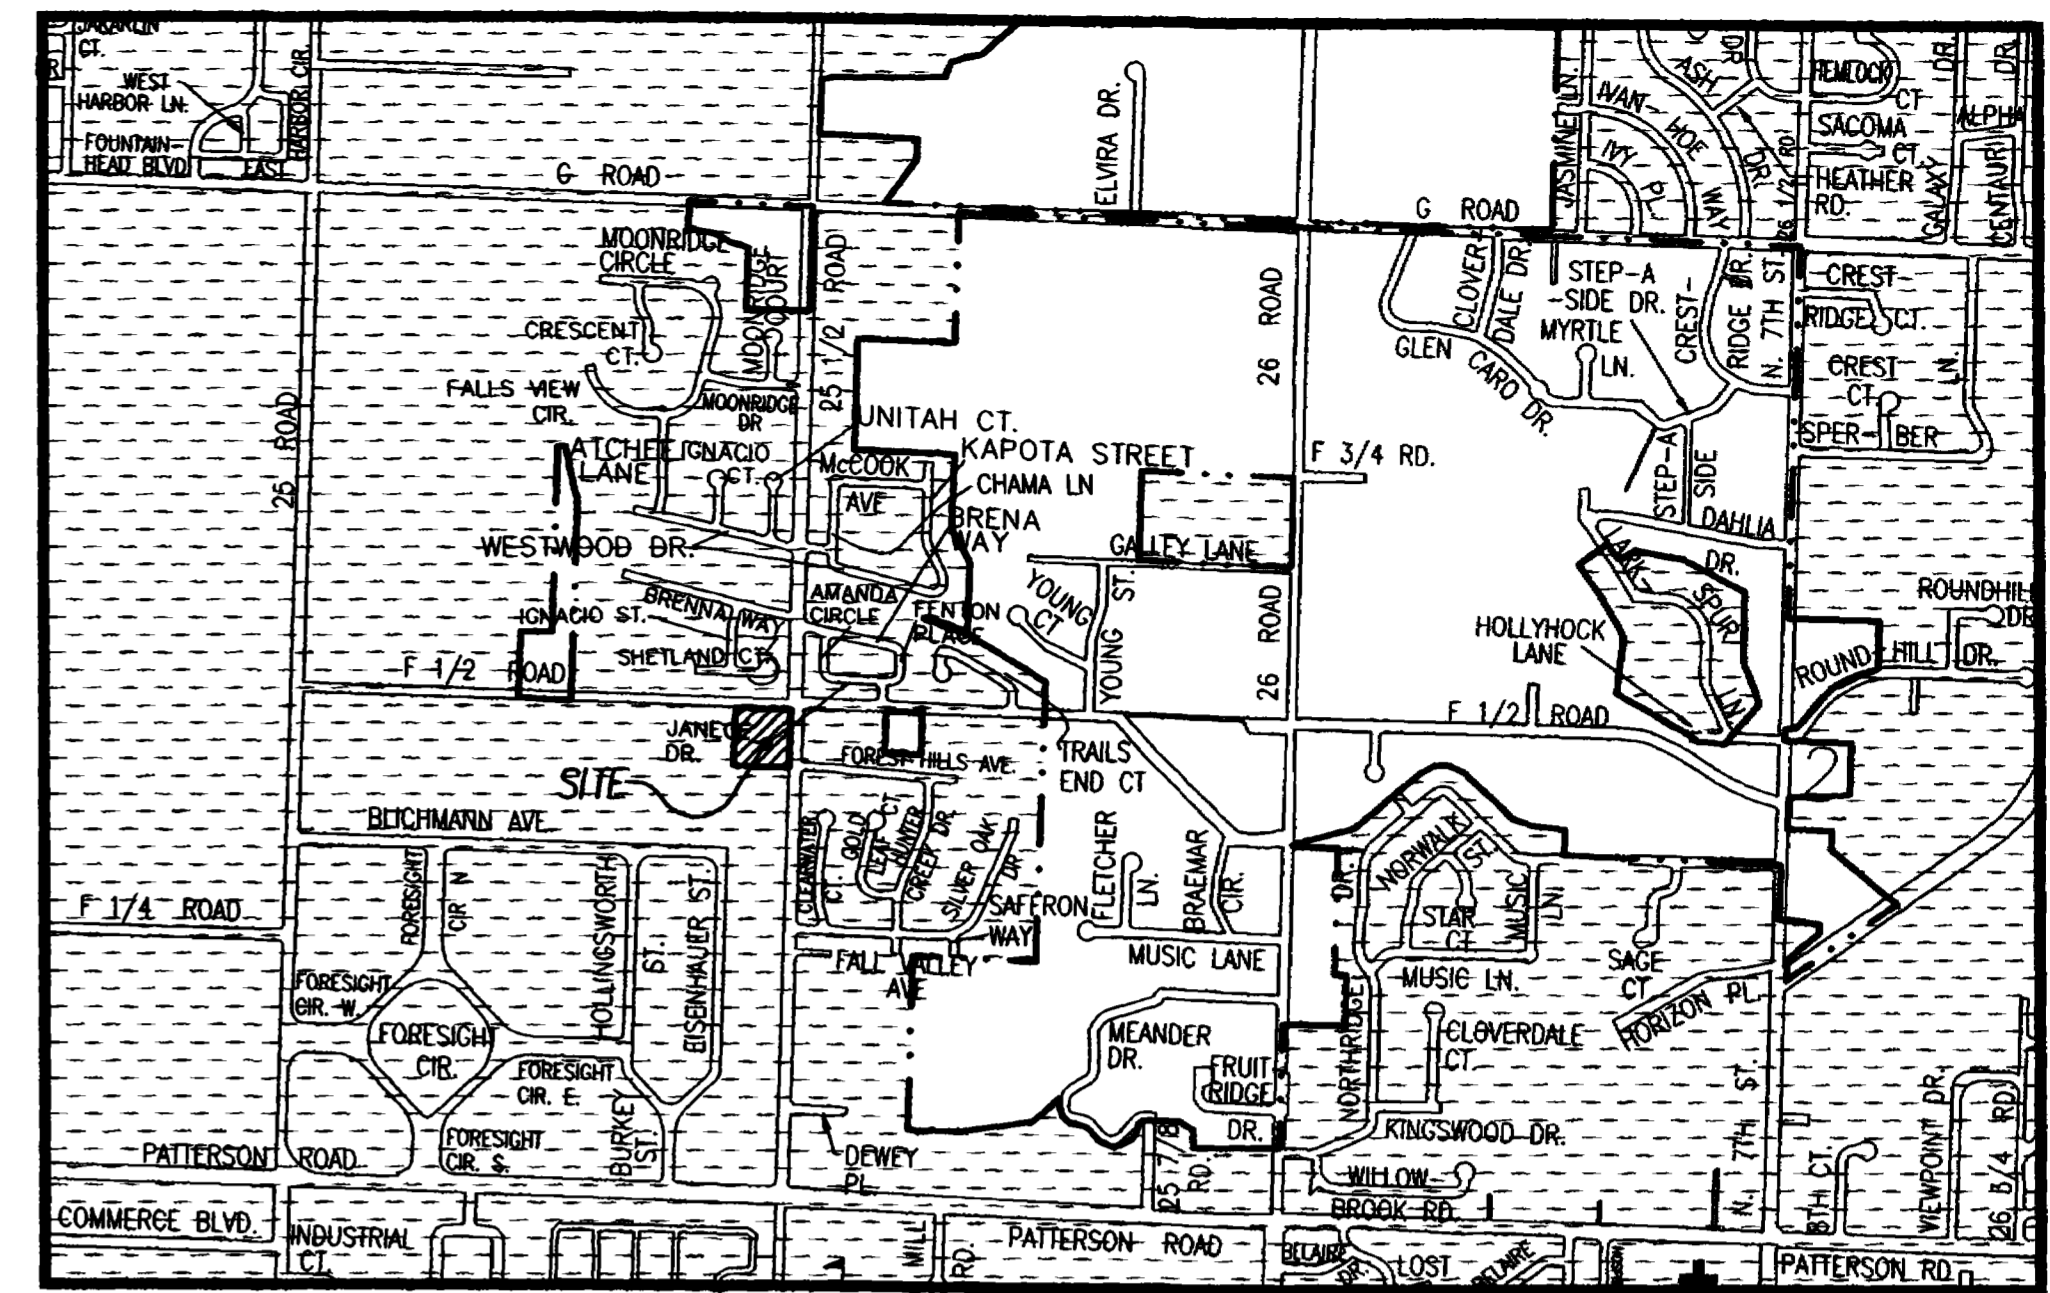 JARAKLIN
CT.
WEST
HARBOR LN.
FOUNTAIN-
HEAD BLVD
EAST
HARBOR CIR.
G ROAD
ELVIRA DR.
G ROAD
JASMINE LN.
ASH
DR
IVAN-
HOE
WAY
IVY
PL.
DR.
26 1/2 RD
HEMLOCK
CT
SACOMA
CT.
HEATHER
RD.
DR.
DR.
ALPHA
GALAXY
CENTAURI
MOONRIDGE
CIRCLE
MOONRIDGE
COURT
25 1/2 ROAD
CRESCENT
CT.
FALLS VIEW
CIR.
MOONRIDGE
DR
25 ROAD
26 ROAD
CLOVER-
DALE DR.
GLEN CARO DR.
STEP-A
-SIDE DR.
MYRTLE
LN.
CREST-
RIDGE DR.
N. 7TH ST.
CREST
RIDGE CT.
CREST
CT.
LN.
SPER- BER
UNITAH CT.
KAPOTA STREET
CHAMA LN
BRENA
WAY
ATCHEE
LANE
IGNACIO
CT.
McCOOK
AVE
F 3/4 RD.
STEP-A
SIDE
DAHLIA
DR.
WESTWOOD DR.
GALLEY LANE
LARK-
SPUR
LN.
BRENNA WAY
IGNACIO ST.
AMANDA
CIRCLE
FENTON
PLACE
YOUNG
CT
YOUNG ST.
26 ROAD
HOLLYHOCK
LANE
ROUNDHILL
DR
ROUND- HILL DR.
SHETLAND CT.
F 1/2 ROAD
F 1/2 ROAD
JANECE
DR.
SITE
FOREST HILLS AVE.
TRAILS
END CT
BLICHMANN AVE
CLEARWATER
CT.
GOLD
LEAF
CT.
HUNTER
CREEK
DR.
SILVER OAK
DR
SAFFRON
WAY
FLETCHER
LN.
BRAEMAR
CIR.
NORWALK
ST.
DR.
STAR
CT
MUSIC
LN.
SAGE
CT
F 1/4 ROAD
FORESIGHT
CIR N
HOLLINGSWORTH
ST.
EISENHAUER ST.
FALL VALLEY
AVE
MUSIC LANE
MUSIC LN.
HORIZON PL.
FORESIGHT
CIR. W.
FORESIGHT
CIR.
FORESIGHT
CIR. E.
FORESIGHT
CIR. S.
BURKEY
ST.
MEANDER
DR.
FRUIT
RIDGE
DR.
NORTHRIDGE
CLOVERDALE
CT.
KINGSWOOD DR.
WILLOW-
BROOK RD.
N. 7TH ST.
8TH CT.
VIEWPOINT DR.
26 3/4 RD.
PATTERSON ROAD
DEWEY
PL
25 7/8
RD.
COMMERCE BLVD.
INDUSTRIAL
CT.
MILL
RD.
PATTERSON ROAD
BELAIRE
DR.
LOST
BELAIRE
PATTERSON RD